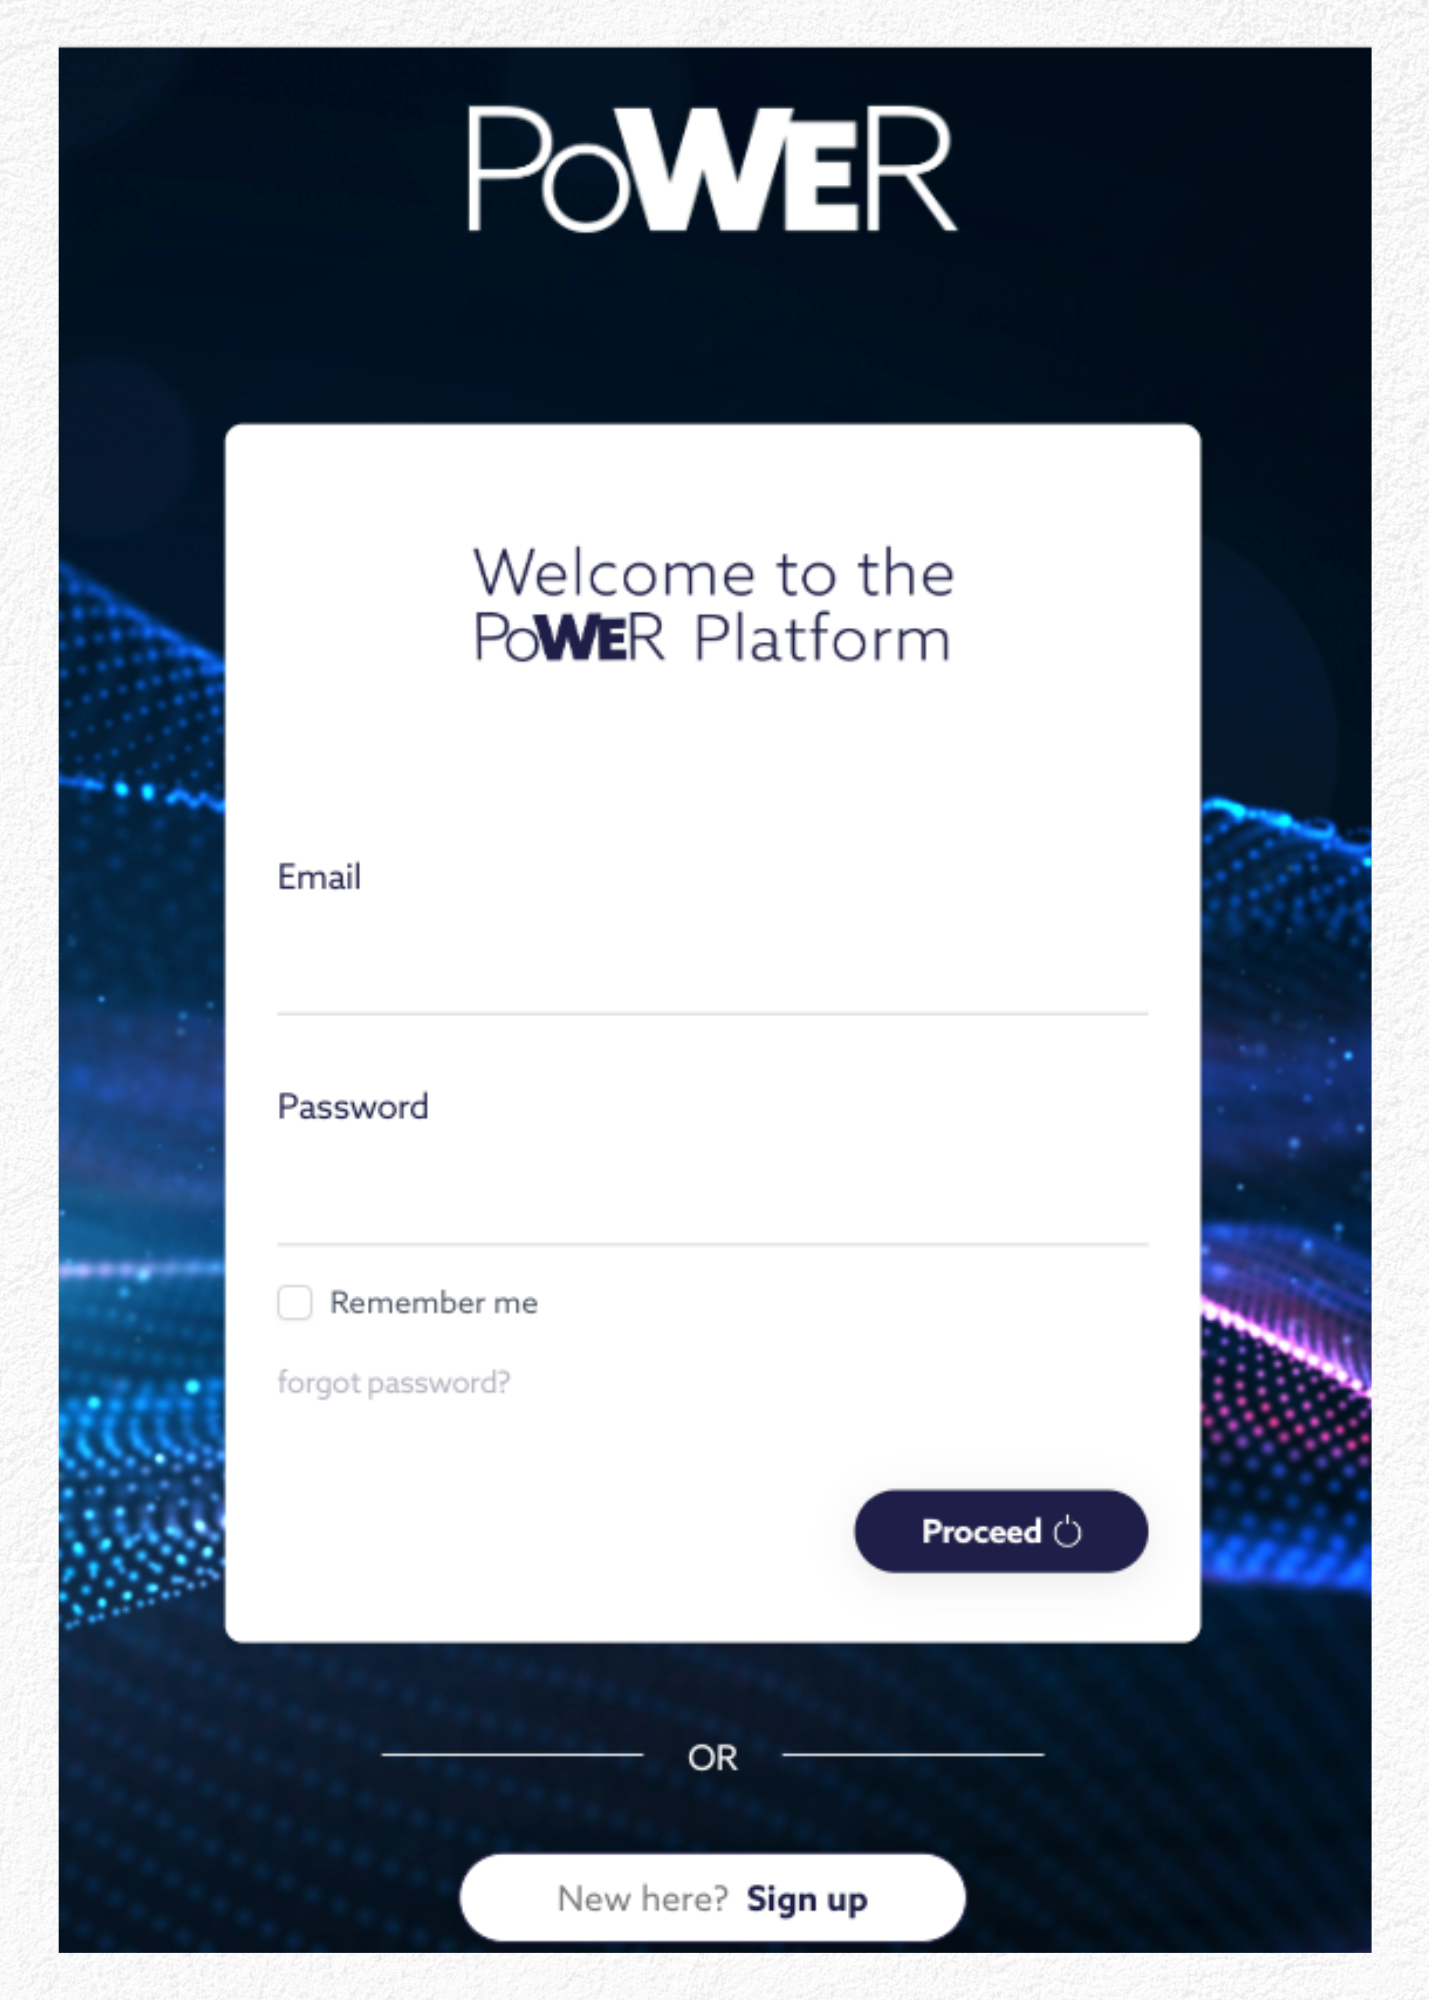 PoWER
Welcome to the
PoWER Platform
Email
Password
Remember me
forgot password?
Proceed
OR
New here? Sign up